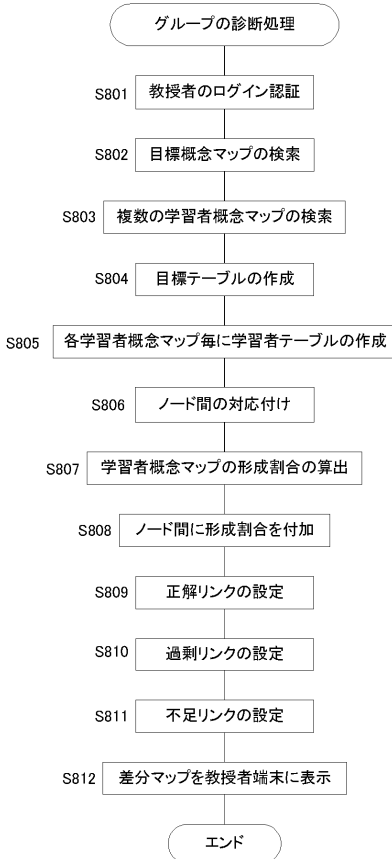 グループの診断処理
S801 教授者のログイン認証
S802 目標概念マップの検索
S803 複数の学習者概念マップの検索
S804 目標テーブルの作成
S805 各学習者概念マップ毎に学習者テーブルの作成
S806 ノード間の対応付け
S807 学習者概念マップの形成割合の算出
S808 ノード間に形成割合を付加
S809 正解リンクの設定
S810 過剰リンクの設定
S811 不足リンクの設定
S812 差分マップを教授者端末に表示
エンド